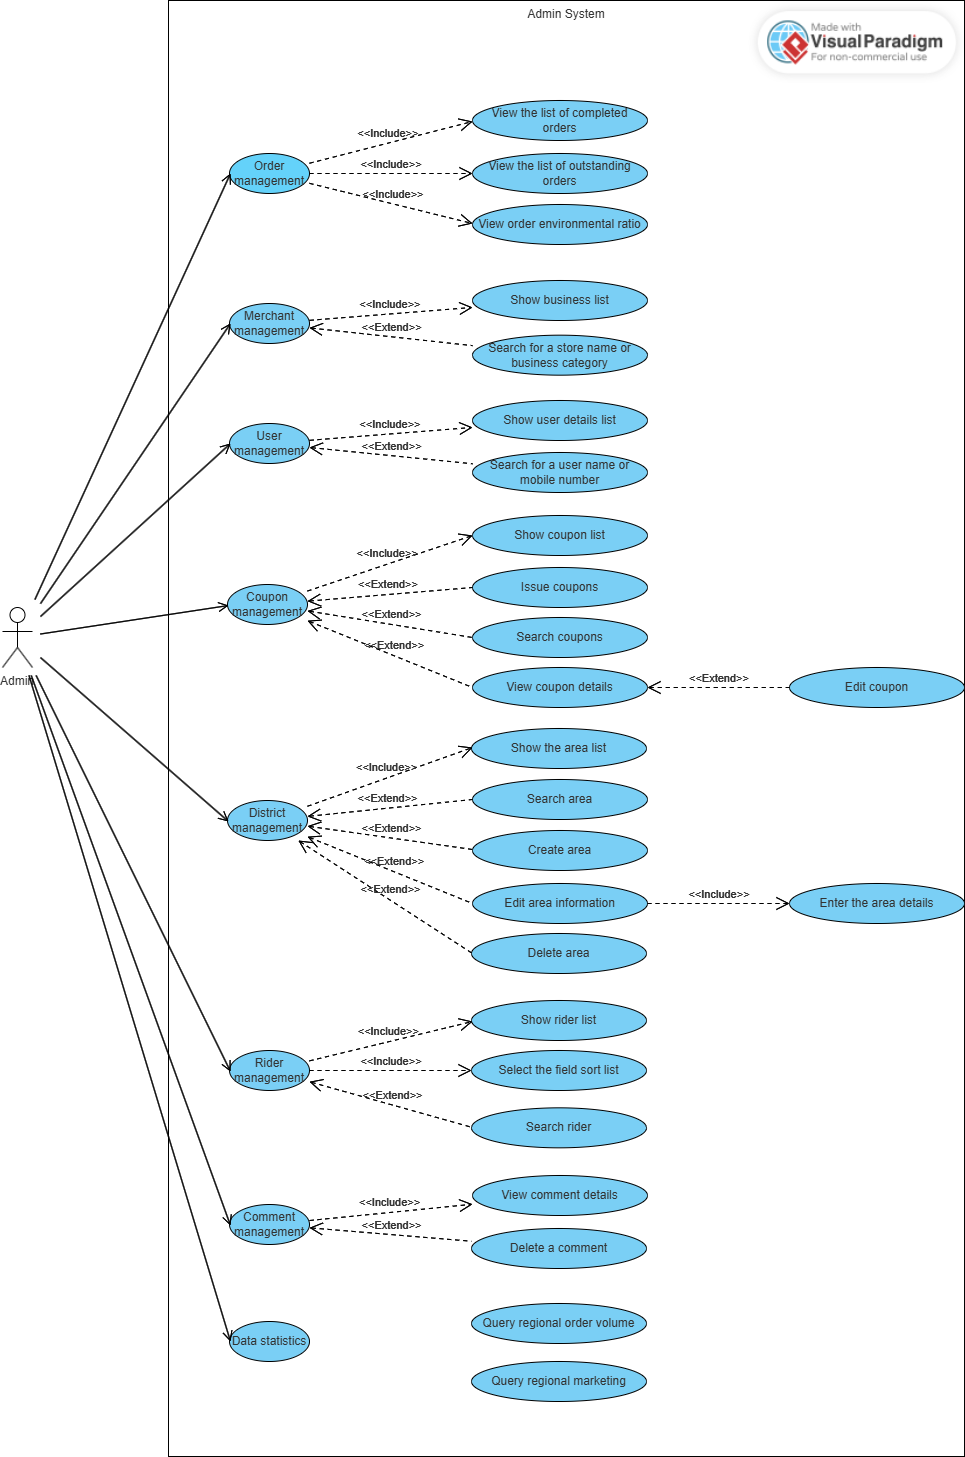 Admin System
Made with
VisualParadigm
For non-commercial use
View the list of completed
orders
<<Include>>
Order
management
<<Include>>
View the list of outstanding
orders
<<Include>>
View order environmental ratio
Merchant
management
<<Include>>
Show business list
<<Extend>>
Search for a store name or
business category
User
management
<<Include>>
Show user details list
<<Extend>>
Search for a user name or
mobile number
Coupon
management
<<Include>>
Show coupon list
<<Extend>>
Issue coupons
<<Extend>>
Search coupons
<<Extend>>
View coupon details
<<Extend>>
Edit coupon
Admin
District
management
<<Include>>
Show the area list
<<Extend>>
Search area
<<Extend>>
Create area
<<Extend>>
Edit area information
<<Include>>
Enter the area details
<<Extend>>
Delete area
Rider
management
<<Include>>
Show rider list
<<Include>>
Select the field sort list
<<Extend>>
Search rider
Comment
management
<<Include>>
View comment details
<<Extend>>
Delete a comment
Data statistics
Query regional order volume
Query regional marketing